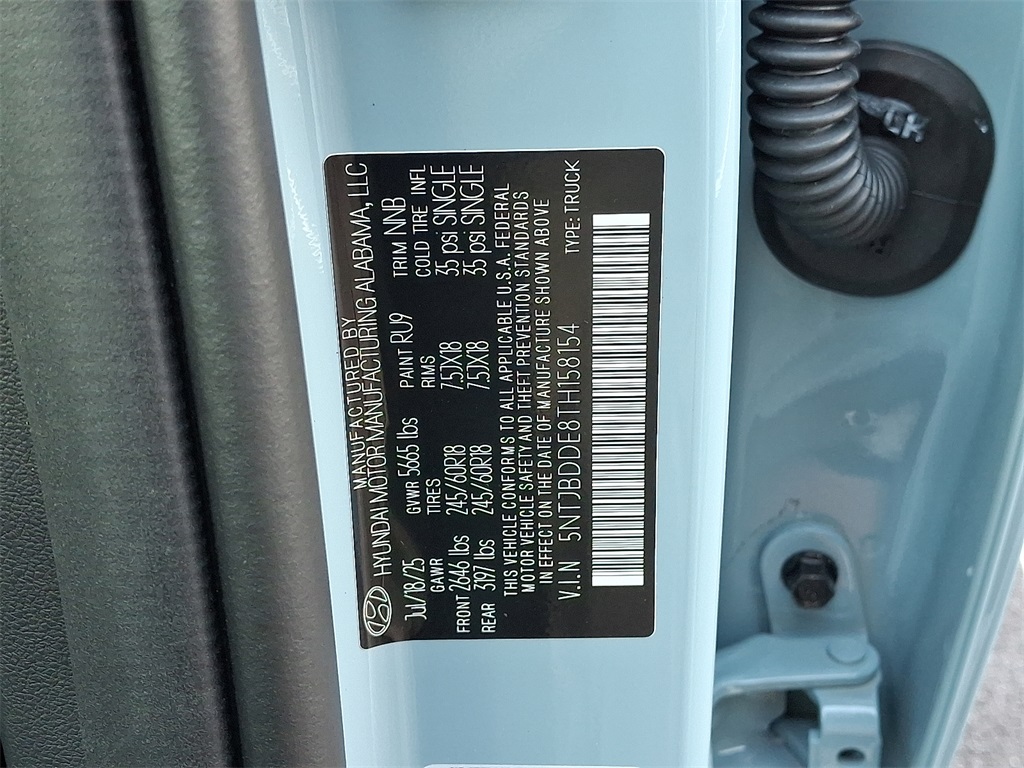 MANUFACTURED BY
HYUNDAI MOTOR MANUFACTURING ALABAMA, LLC
Jul/18/25 GVWR 5665 lbs PAINT RU9 TRIM NNB
GAWR TIRES RIMS COLD TIRE INFL
FRONT 2646 lbs 245/60R18 7.5JX18 35 psi:SINGLE
REAR 3197 lbs 245/60R18 7.5JX18 35 psi:SINGLE
THIS VEHICLE CONFORMS TO ALL APPLICABLE U.S.A. FEDERAL
MOTOR VEHICLE SAFETY AND THEFT PREVENTION STANDARDS
IN EFFECT ON THE DATE OF MANUFACTURE SHOWN ABOVE
V.I.N 5NTJBDDE8TH158154 TYPE: TRUCK